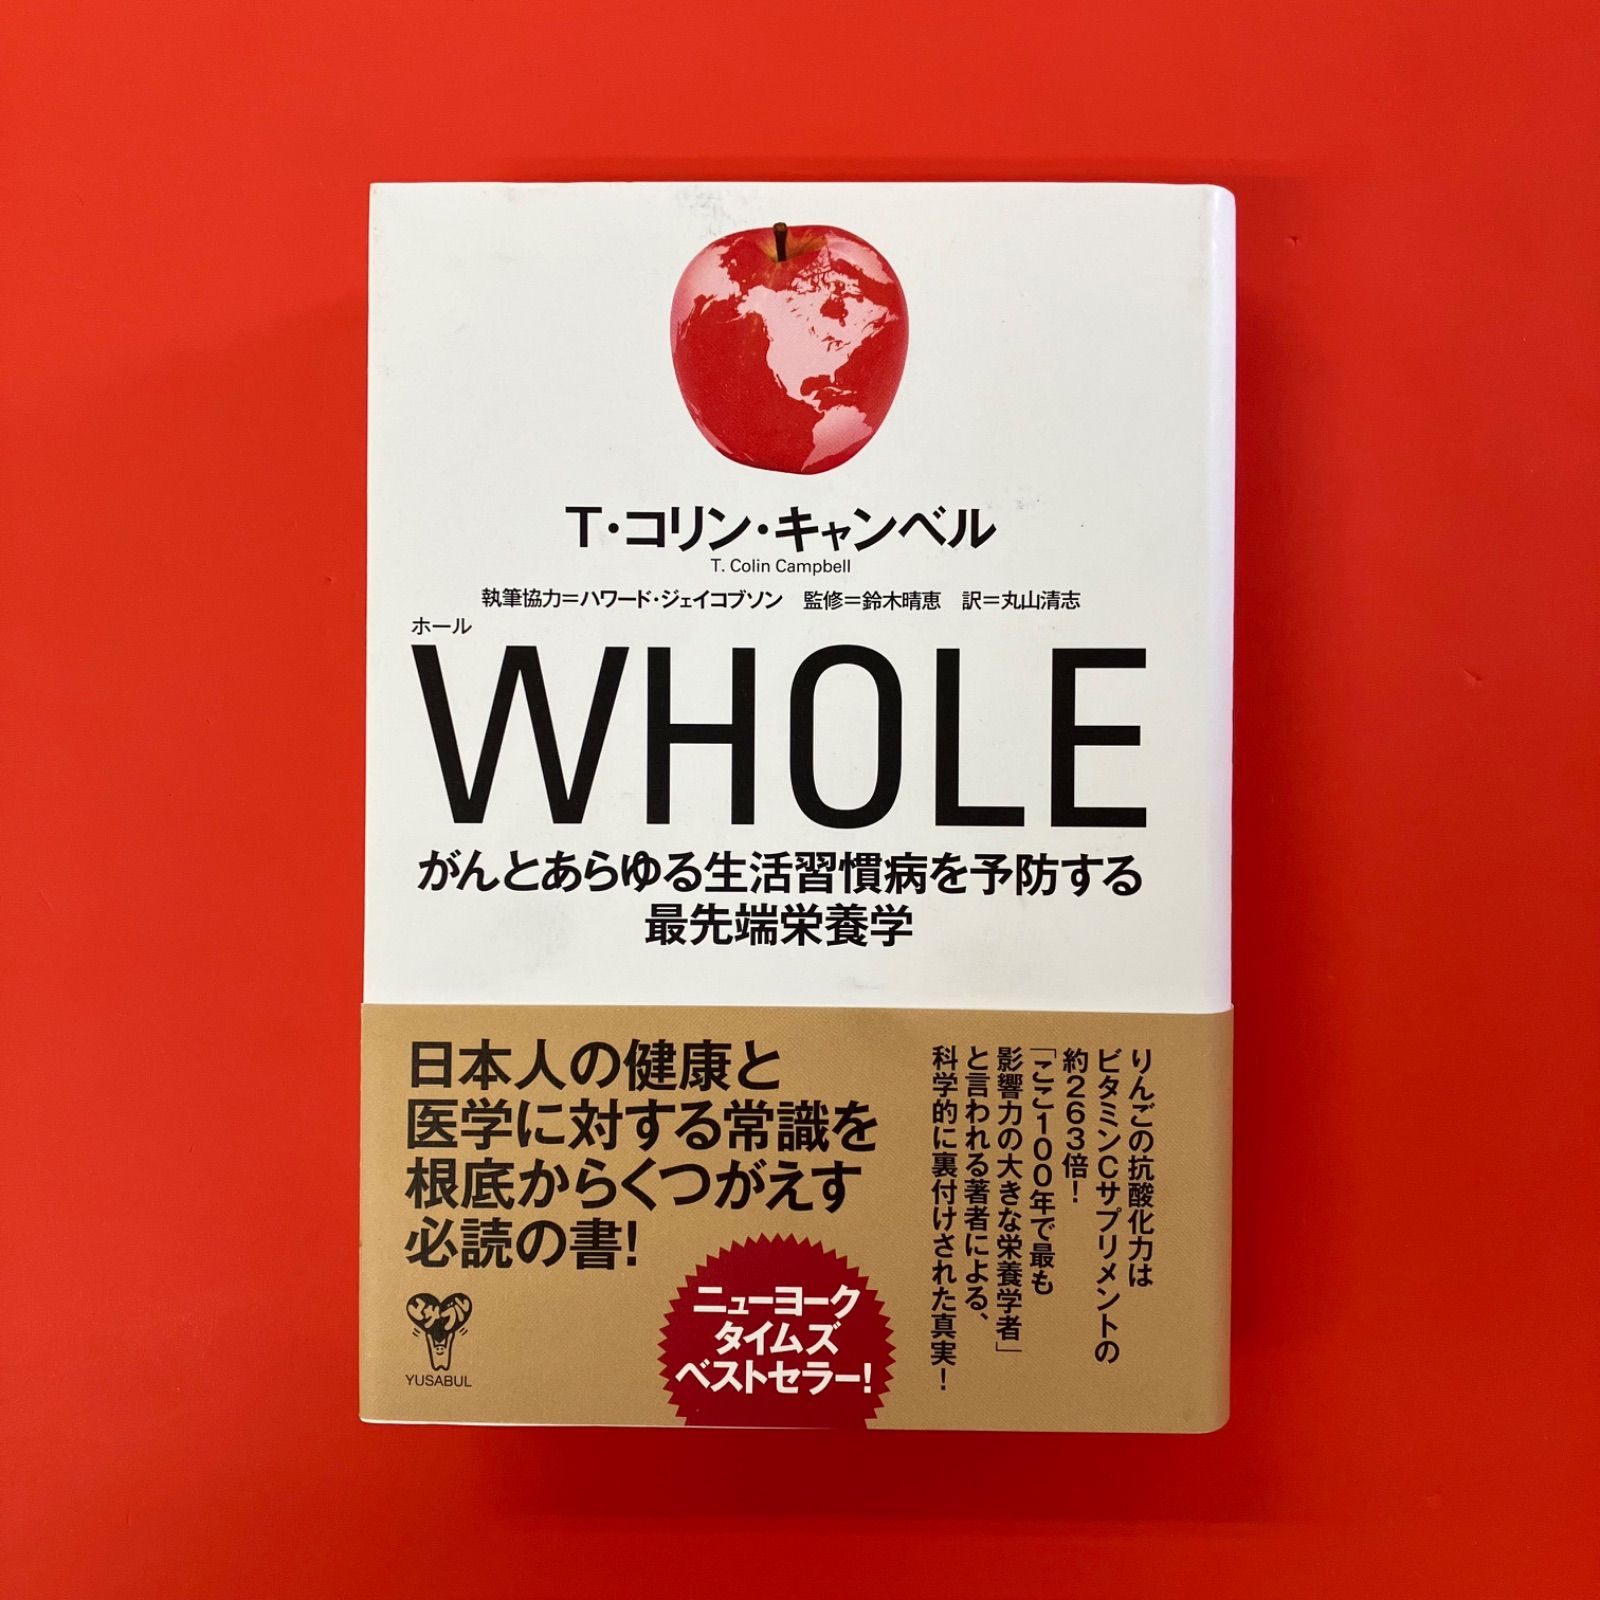 T・コリン・キャンベル
T. Colin Campbell
執筆協力=ハワード・ジェイコブソン 監修=鈴木晴恵 訳=丸山清志
ホール
WHOLE
がんとあらゆる生活習慣病を予防する
最先端栄養学
日本人の健康と
医学に対する常識を
根底からくつがえす
必読の書!
りんごの抗酸化力は
ビタミンCサプリメントの
約263倍!
「ここ100年で最も
影響力の大きな栄養学者」
と言われる著者による、
科学的に裏付けされた真実!
ニューヨーク
タイムズ
ベストセラー!
ユサブル
YUSABUL